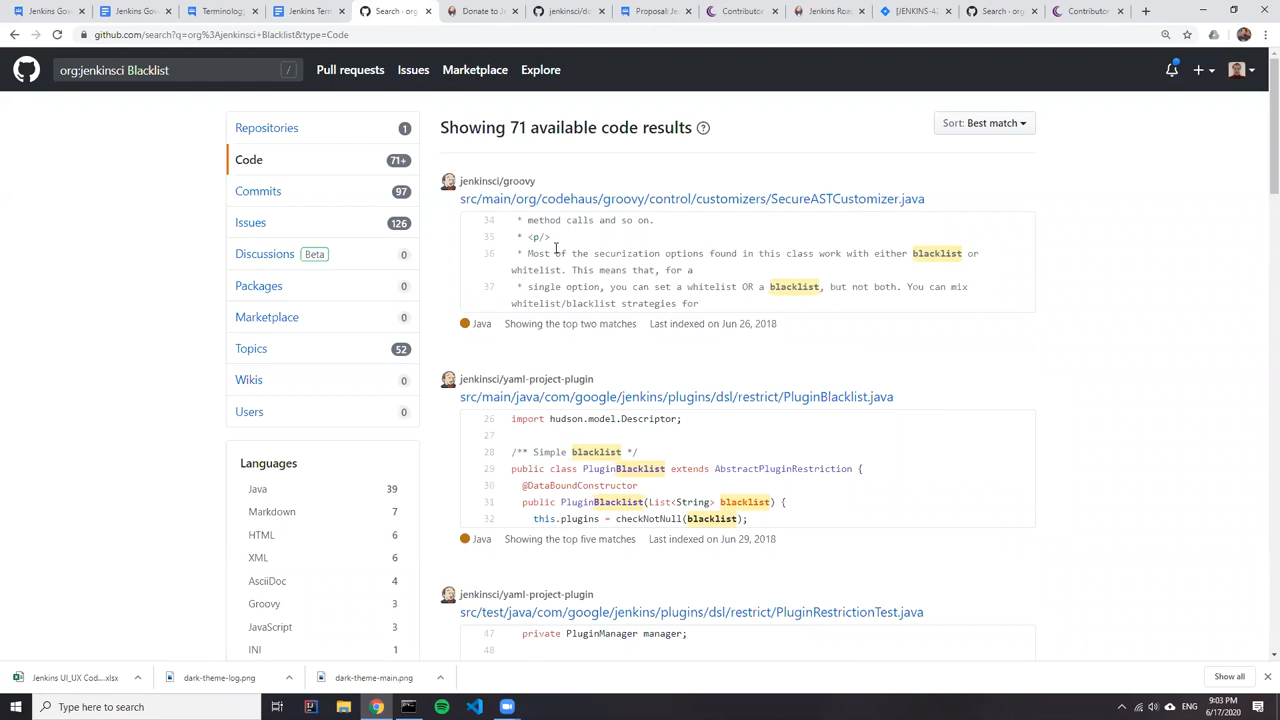 Jenkins Gov
Blackduck
Terminolog
Jenkins Term
Search · org
Donate to Je
jenkinsci/do
Proposal: Je
Contributor
Jenkins Roa
[JENKINS-4
Search · org
Contributor
github.com/search?q=org%3Ajenkinsci+Blacklist&type=Code
org:jenkinsci Blacklist
/
Pull requests
Issues
Marketplace
Explore
Repositories 1
Code 71+
Commits 97
Issues 126
Discussions Beta 0
Packages 0
Marketplace 0
Topics 52
Wikis 0
Users 0
Languages
Java 39
Markdown 7
HTML 6
XML 6
AsciiDoc 4
Groovy 3
JavaScript 3
INI 1
Showing 71 available code results
Sort: Best match
jenkinsci/groovy
src/main/org/codehaus/groovy/control/customizers/SecureASTCustomizer.java
34 * method calls and so on.
35 * <p/>
36 * Most of the securization options found in this class work with either blacklist or
whitelist. This means that, for a
37 * single option, you can set a whitelist OR a blacklist, but not both. You can mix
whitelist/blacklist strategies for
Java Showing the top two matches Last indexed on Jun 26, 2018
jenkinsci/yaml-project-plugin
src/main/java/com/google/jenkins/plugins/dsl/restrict/PluginBlacklist.java
26 import hudson.model.Descriptor;
27
28 /** Simple blacklist */
29 public class PluginBlacklist extends AbstractPluginRestriction {
30 @DataBoundConstructor
31 public PluginBlacklist(List<String> blacklist) {
32 this.plugins = checkNotNull(blacklist);
Java Showing the top five matches Last indexed on Jun 29, 2018
jenkinsci/yaml-project-plugin
src/test/java/com/google/jenkins/plugins/dsl/restrict/PluginRestrictionTest.java
47 private PluginManager manager;
48
Jenkins UI_UX Cod....xlsx
dark-theme-log.png
dark-theme-main.png
Show all
Type here to search
ENG
9:03 PM
6/17/2020